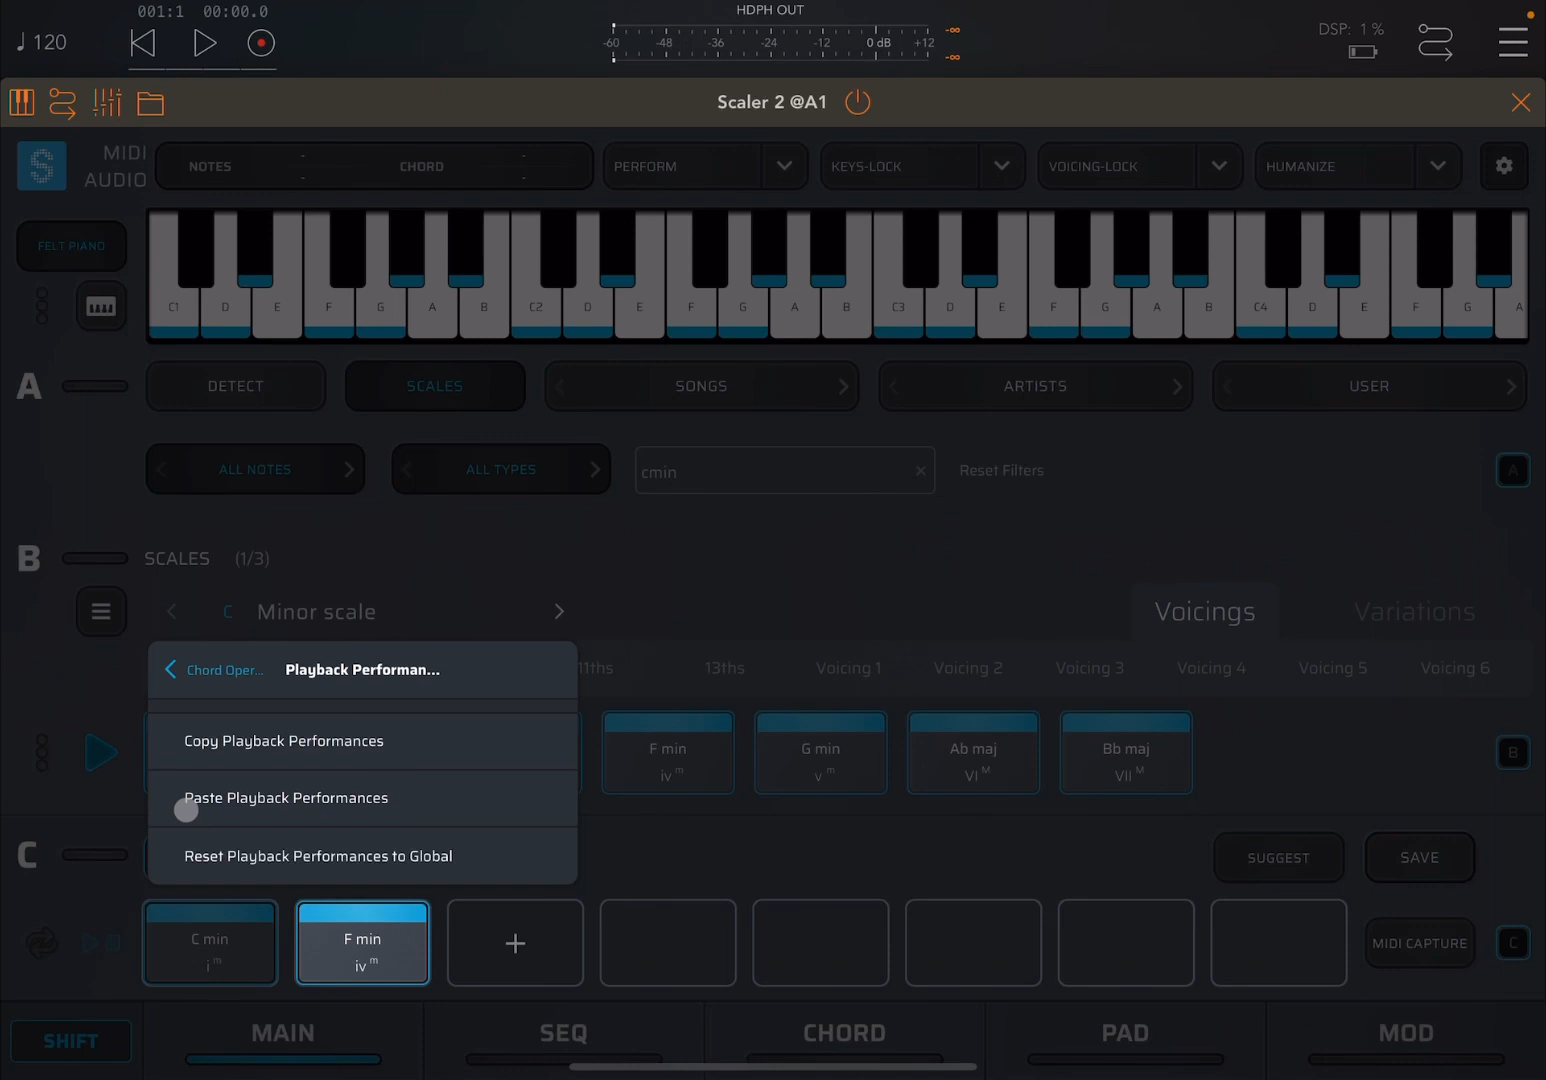 001:1 00:00.0
♩ 120
HDPH OUT
-60 -48 -36 -24 -12 0 dB +12
-∞
-∞
DSP: 1 %
Scaler 2 @A1
S
MIDI
AUDIO
NOTES - -
CHORD - -
PERFORM
KEYS-LOCK
VOICING-LOCK
HUMANIZE
FELT PIANO
C1 D E F G A B C2 D E F G A B C3 D E F G A B C4 D E F G A
A
DETECT
SCALES
SONGS
ARTISTS
USER
ALL NOTES
ALL TYPES
cmin
Reset Filters
A
B
SCALES (1/3)
C Minor scale
Voicings
Variations
Chord Oper... Playback Performan...
11ths 13ths Voicing 1 Voicing 2 Voicing 3 Voicing 4 Voicing 5 Voicing 6
Copy Playback Performances
Paste Playback Performances
Reset Playback Performances to Global
F min
iv m
G min
v m
Ab maj
VI M
Bb maj
VII M
B
C
SUGGEST
SAVE
C min
i m
F min
iv m
+
MIDI CAPTURE
C
SHIFT
MAIN
SEQ
CHORD
PAD
MOD